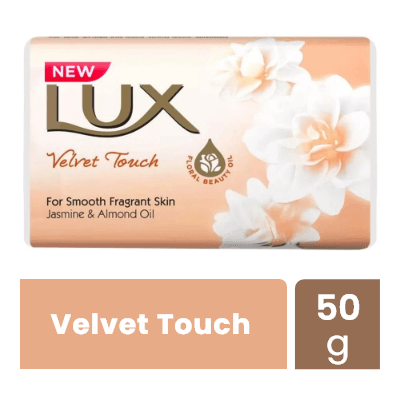 NEW
LUX
Velvet Touch
FLORAL BEAUTY OIL
For Smooth Fragrant Skin
Jasmine & Almond Oil
Velvet Touch
50
g